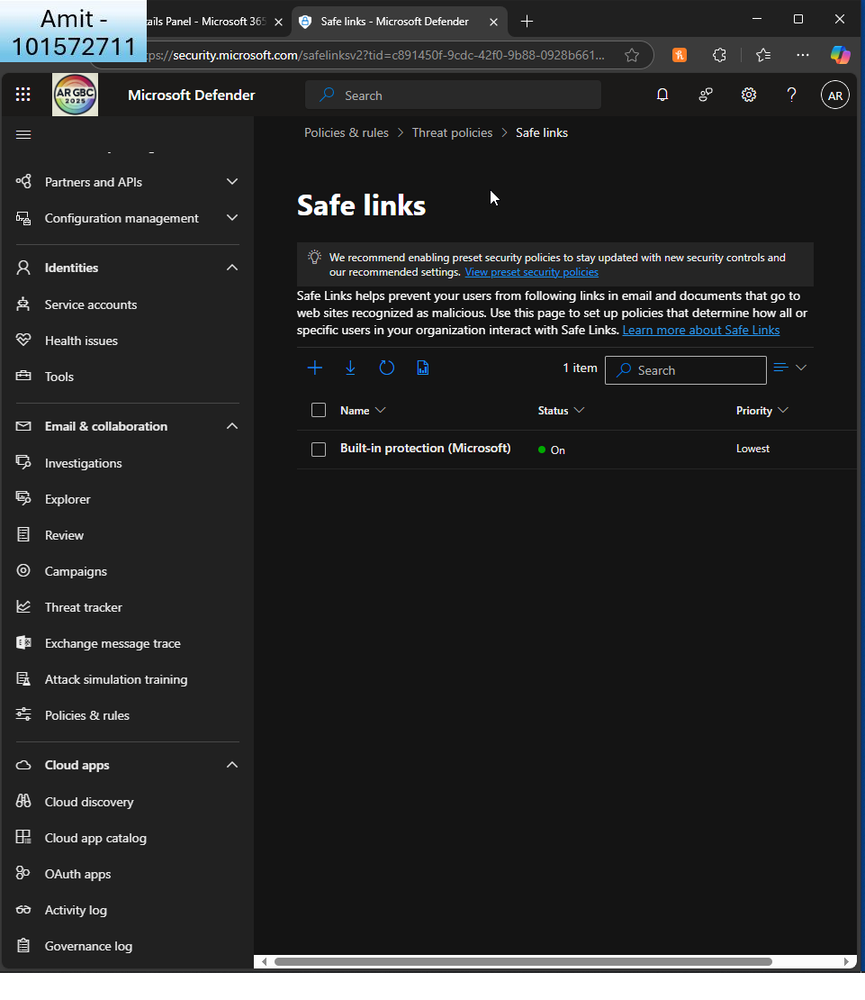 Amit -
101572711
tails Panel - Microsoft 365
Safe links - Microsoft Defender
ps://security.microsoft.com/safelinksv2?tid=c891450f-9cdc-42f0-9b88-0928b661...
AR GBC
2025
Microsoft Defender
Search
AR
Policies & rules > Threat policies > Safe links
Partners and APIs
Configuration management
Identities
Service accounts
Health issues
Tools
Email & collaboration
Investigations
Explorer
Review
Campaigns
Threat tracker
Exchange message trace
Attack simulation training
Policies & rules
Cloud apps
Cloud discovery
Cloud app catalog
OAuth apps
Activity log
Governance log
Safe links
We recommend enabling preset security policies to stay updated with new security controls and
our recommended settings. View preset security policies
Safe Links helps prevent your users from following links in email and documents that go to
web sites recognized as malicious. Use this page to set up policies that determine how all or
specific users in your organization interact with Safe Links. Learn more about Safe Links
1 item
Search
Name Status Priority
Built-in protection (Microsoft) On Lowest